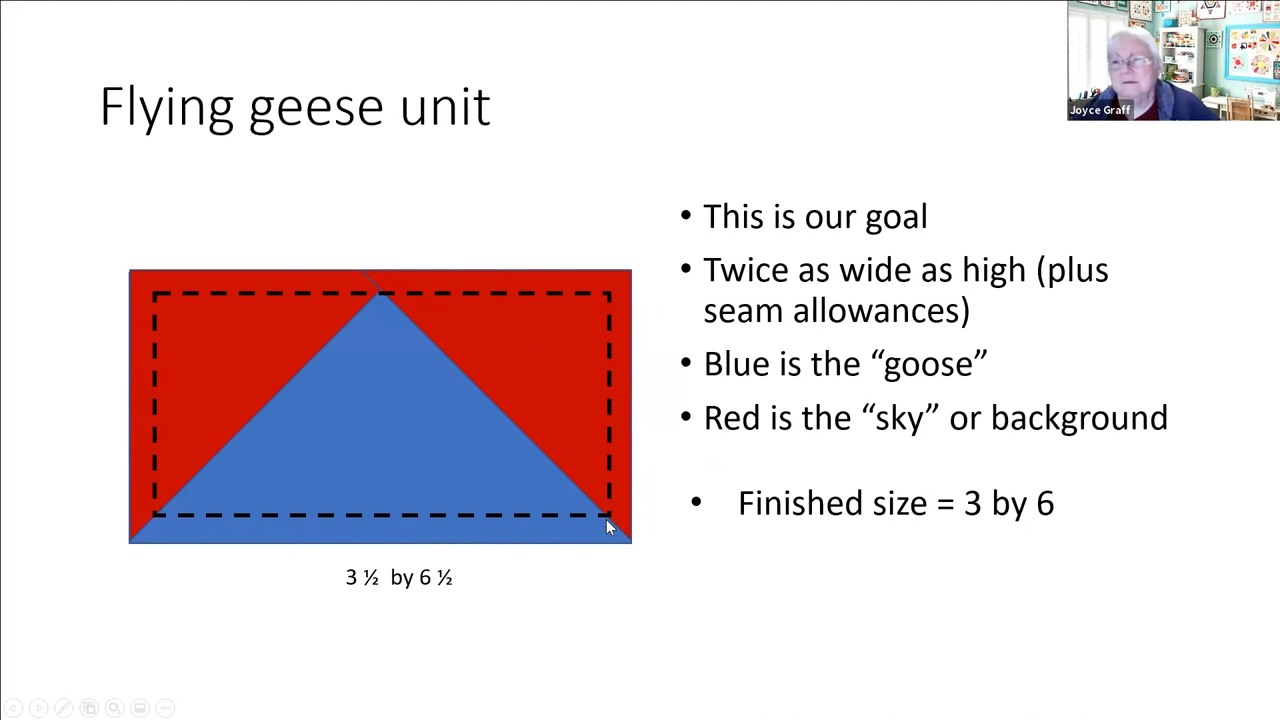 Flying geese unit
Joyce Graff
• This is our goal
• Twice as wide as high (plus
seam allowances)
• Blue is the “goose”
• Red is the “sky” or background
• Finished size = 3 by 6
3 ½ by 6 ½